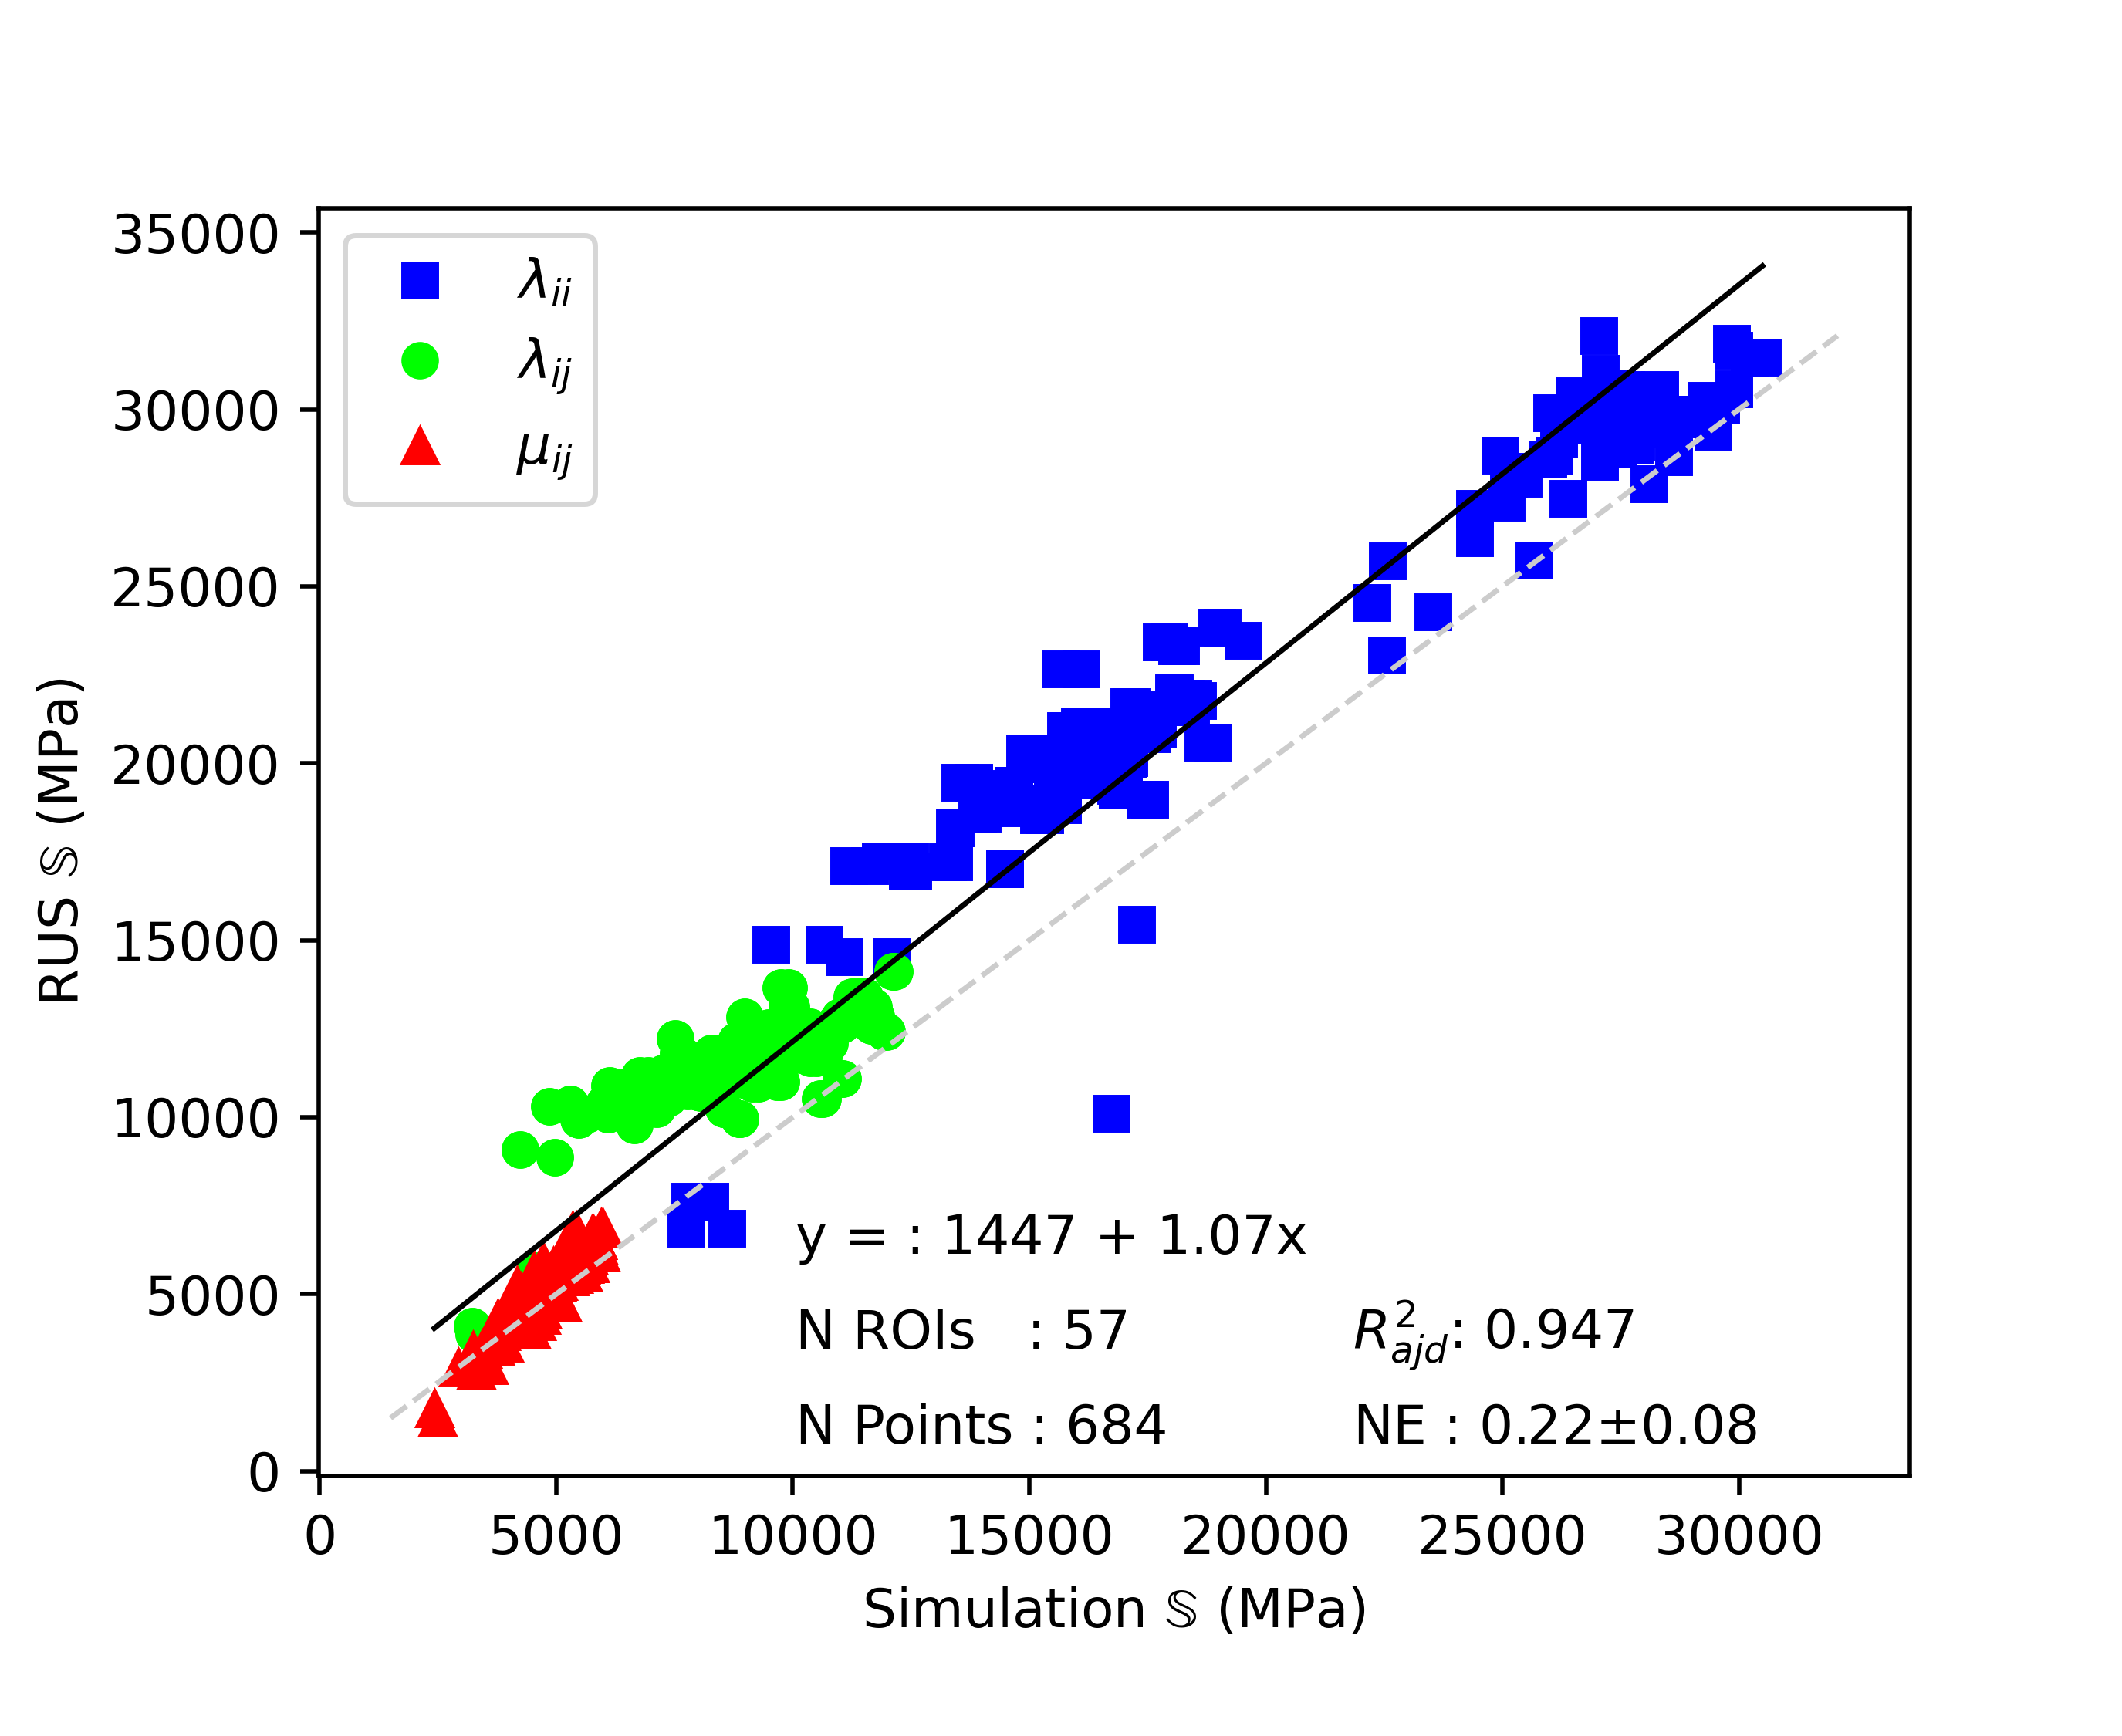 35000
30000
25000
20000
15000
10000
5000
0
RUS 𝕊 (MPa)
λii
λij
μij
y = : 1447 + 1.07x
N ROIs : 57
R²ajd: 0.947
N Points : 684
NE : 0.22±0.08
0 5000 10000 15000 20000 25000 30000
Simulation 𝕊 (MPa)